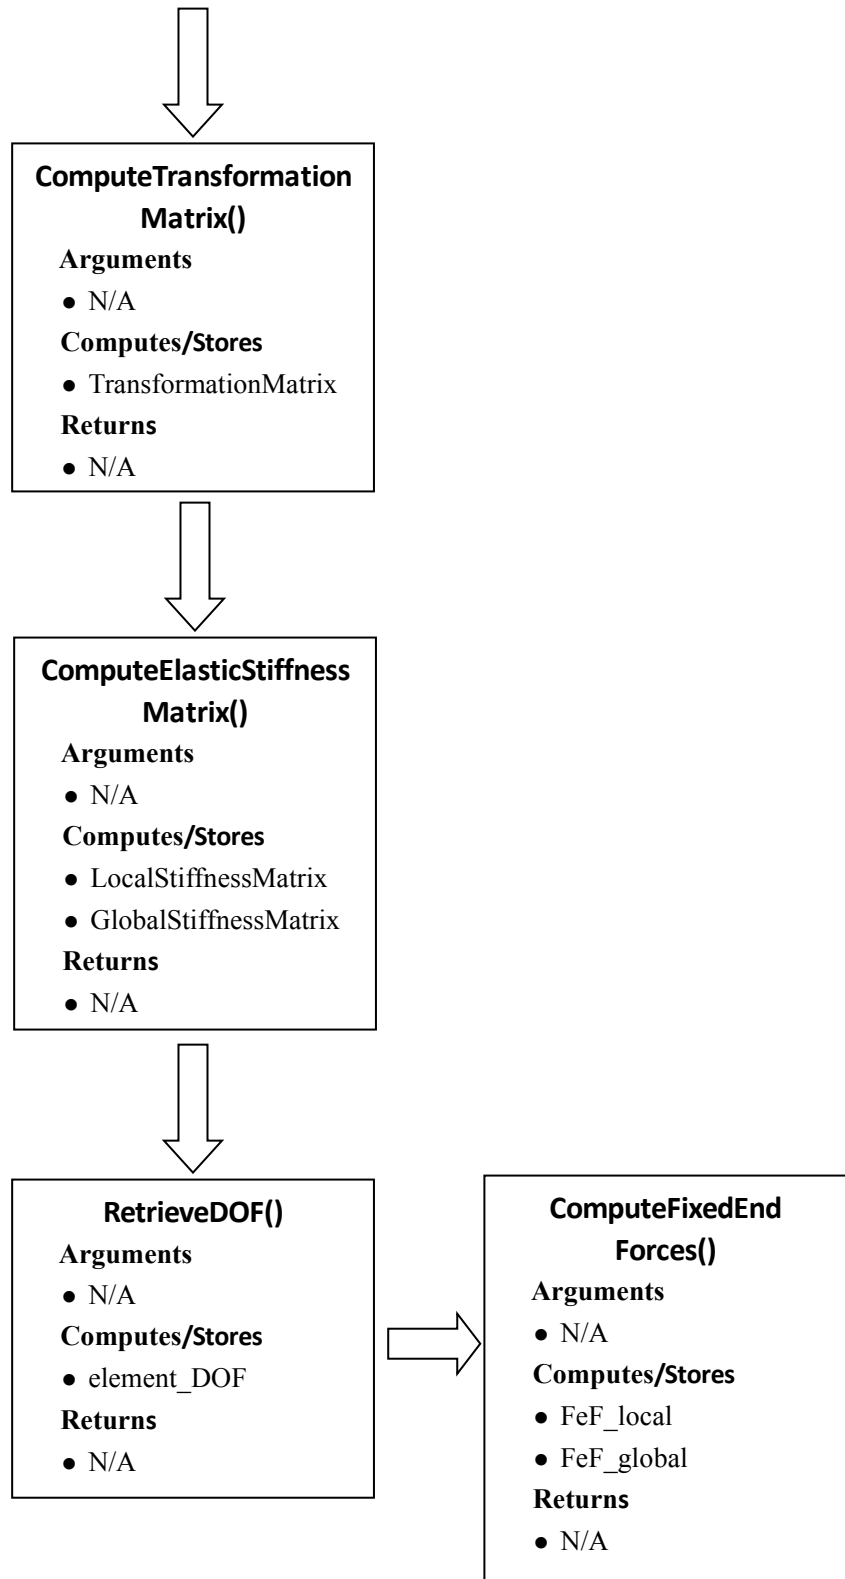 ComputeTransformation
Matrix()
Arguments
● N/A
Computes/Stores
● TransformationMatrix
Returns
● N/A
ComputeElasticStiffness
Matrix()
Arguments
● N/A
Computes/Stores
● LocalStiffnessMatrix
● GlobalStiffnessMatrix
Returns
● N/A
RetrieveDOF()
Arguments
● N/A
Computes/Stores
● element_DOF
Returns
● N/A
ComputeFixedEnd
Forces()
Arguments
● N/A
Computes/Stores
● FeF_local
● FeF_global
Returns
● N/A